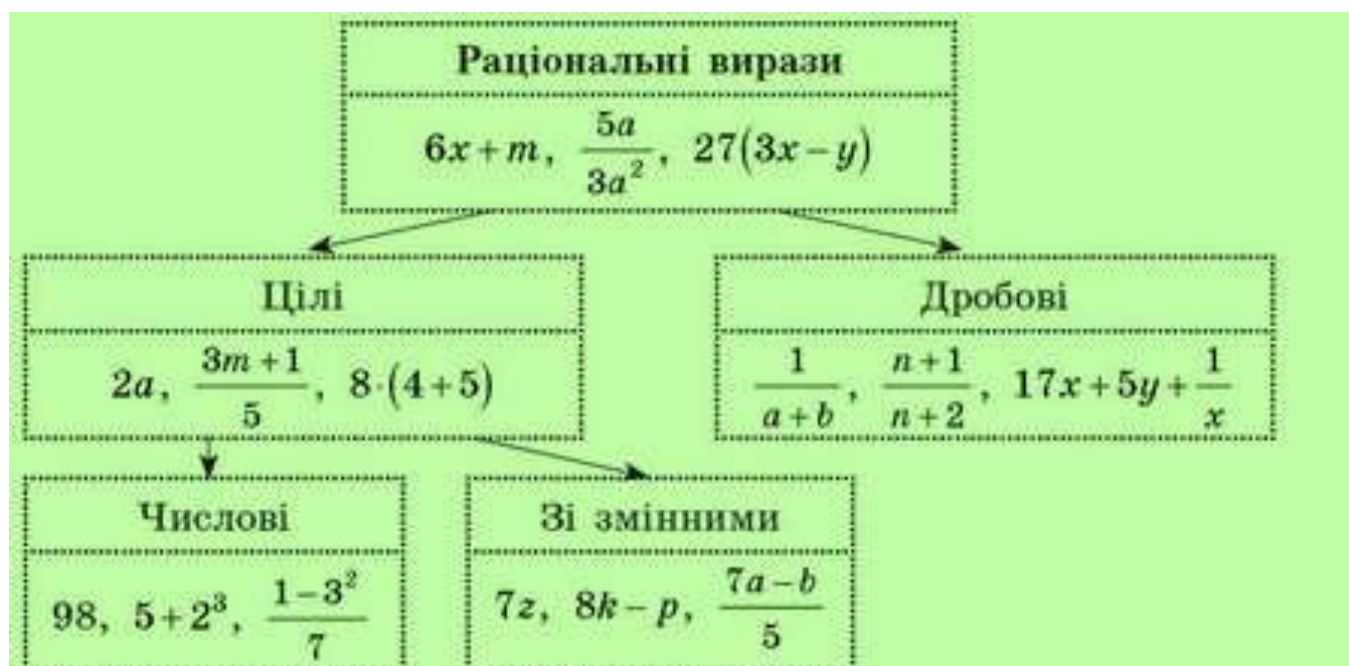 Раціональні вирази
6x + m, 5a/3a², 27(3x − y)
Цілі
2a, (3m + 1)/5, 8·(4 + 5)
Дробові
1/(a + b), (n + 1)/(n + 2), 17x + 5y + 1/x
Числові
98, 5 + 2³, (1 − 3²)/7
Зі змінними
7z, 8k − p, (7a − b)/5